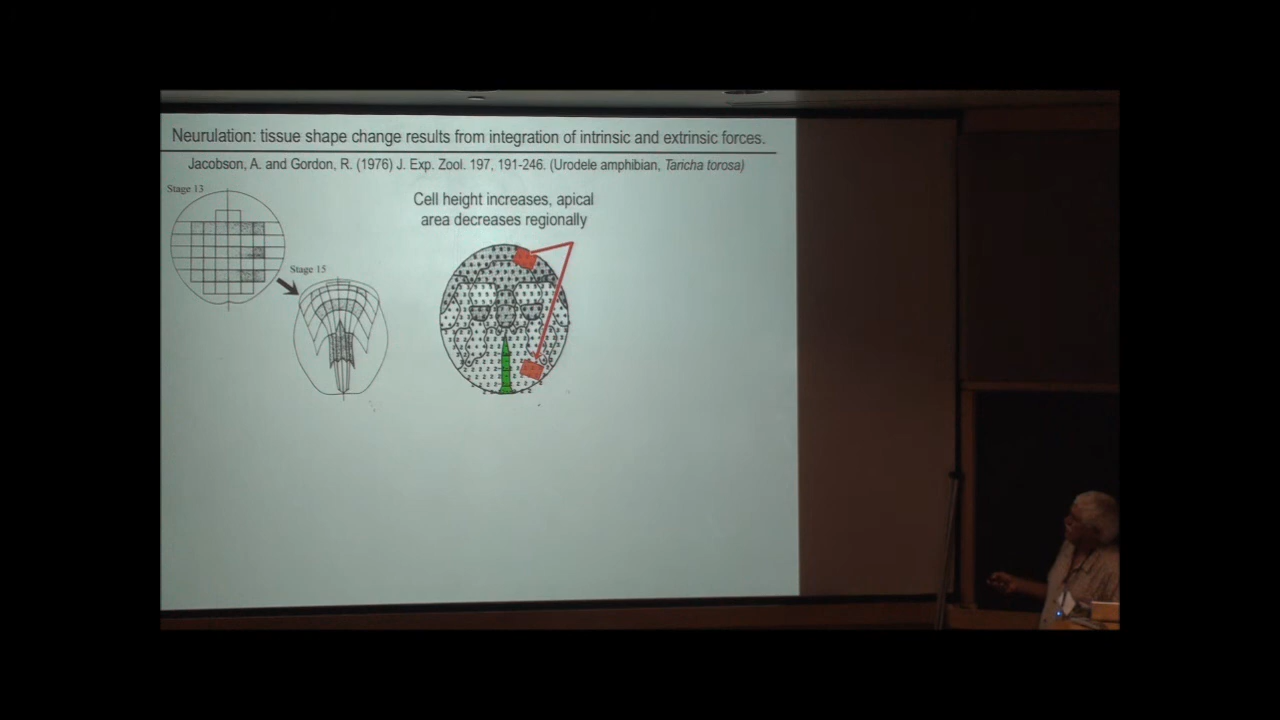 Neurulation: tissue shape change results from integration of intrinsic and extrinsic forces.
Jacobson, A. and Gordon, R. (1976) J. Exp. Zool. 197, 191-246. (Urodele amphibian, Taricha torosa)
Stage 13
Cell height increases, apical
area decreases regionally
Stage 15